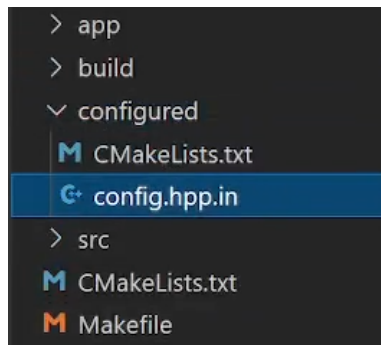 app
build
configured
CMakeLists.txt
config.hpp.in
src
CMakeLists.txt
Makefile